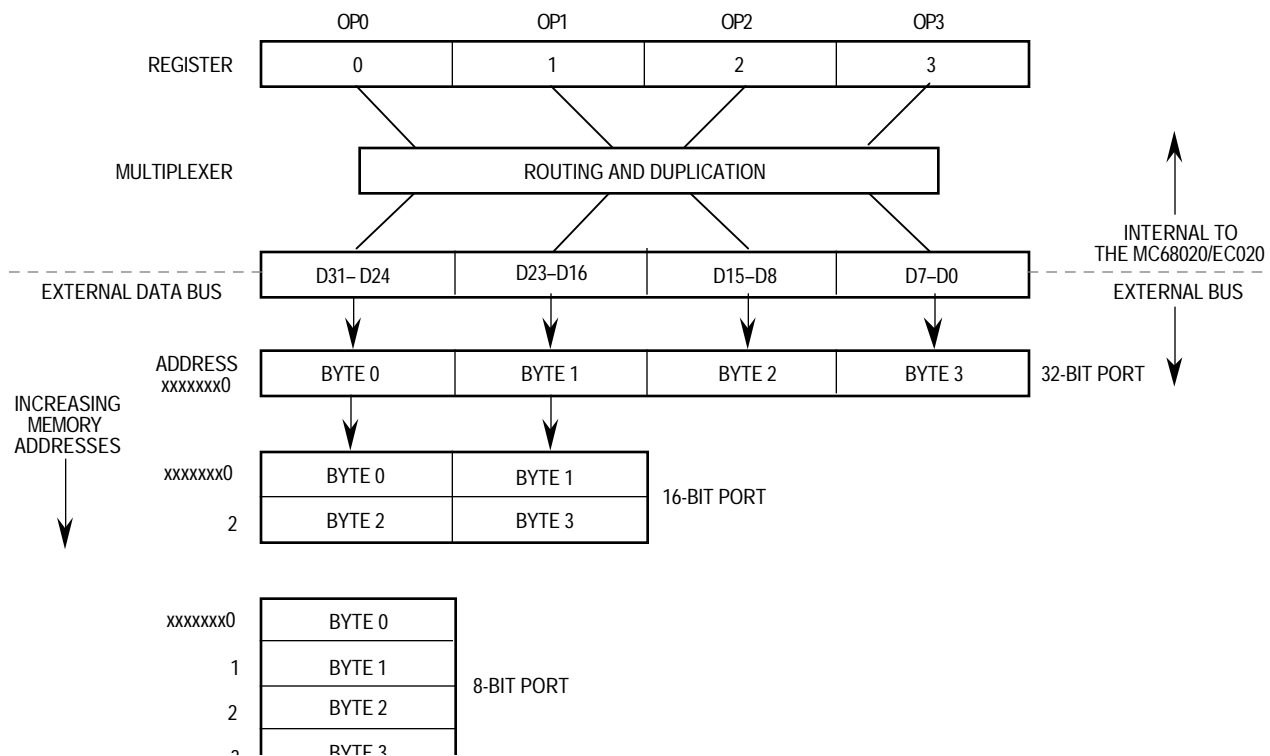 OP0 OP1 OP2 OP3
REGISTER 0 1 2 3
MULTIPLEXER ROUTING AND DUPLICATION
INTERNAL TO
THE MC68020/EC020
D31– D24 D23–D16 D15–D8 D7–D0
EXTERNAL DATA BUS
EXTERNAL BUS
ADDRESS
xxxxxxx0
BYTE 0 BYTE 1 BYTE 2 BYTE 3 32-BIT PORT
INCREASING
MEMORY
ADDRESSES
xxxxxxx0 BYTE 0 BYTE 1
16-BIT PORT
2 BYTE 2 BYTE 3
xxxxxxx0 BYTE 0
1 BYTE 1
8-BIT PORT
2 BYTE 2
BYTE 3